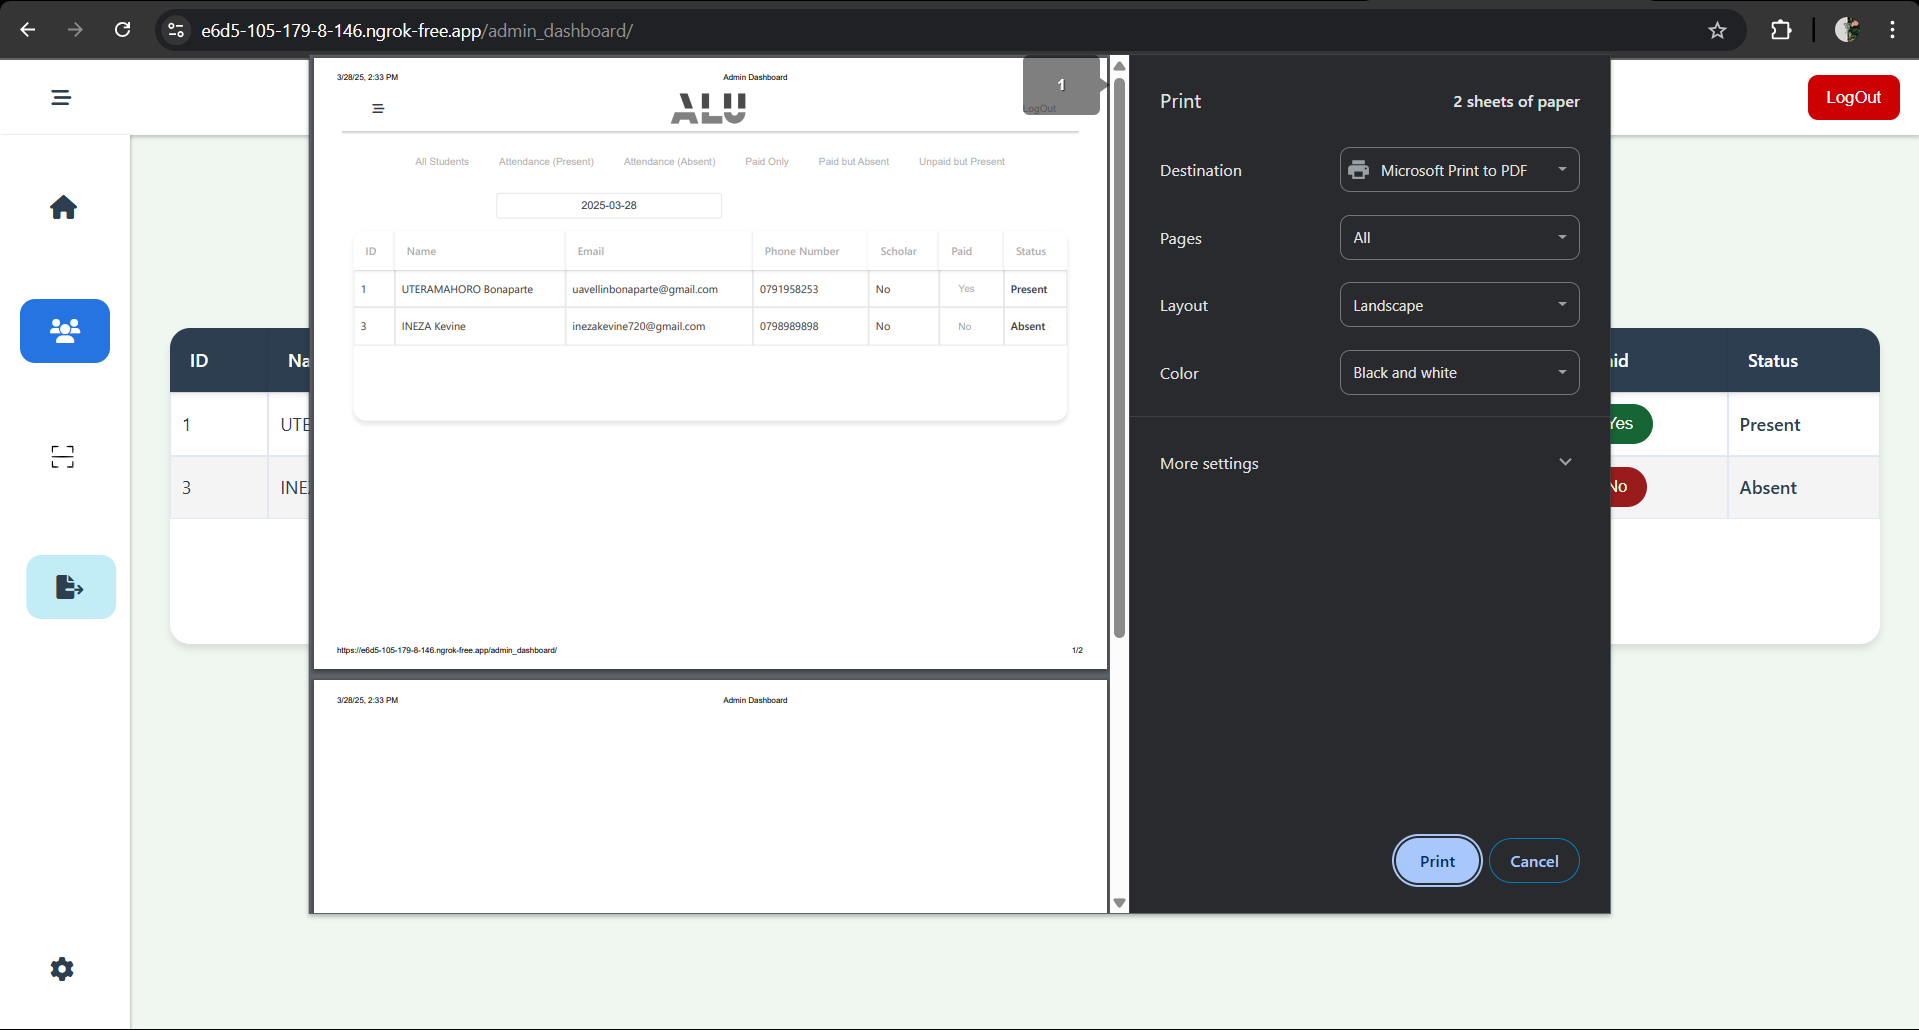 e6d5-105-179-8-146.ngrok-free.app/admin_dashboard/
LogOut
3/28/25, 2:33 PM Admin Dashboard
1
ALU
LogOut
All Students Attendance (Present) Attendance (Absent) Paid Only Paid but Absent Unpaid but Present
2025-03-28
ID Name Email Phone Number Scholar Paid Status
1 UTERAMAHORO Bonaparte uavellinbonaparte@gmail.com 0791958253 No Yes Present
3 INEZA Kevine inezakevine720@gmail.com 0798989898 No No Absent
https://e6d5-105-179-8-146.ngrok-free.app/admin_dashboard/ 1/2
3/28/25, 2:33 PM Admin Dashboard
Print 2 sheets of paper
Destination Microsoft Print to PDF
Pages All
Layout Landscape
Color Black and white
More settings
Print Cancel
ID Na id Status
1 UTE Yes Present
3 INE No Absent